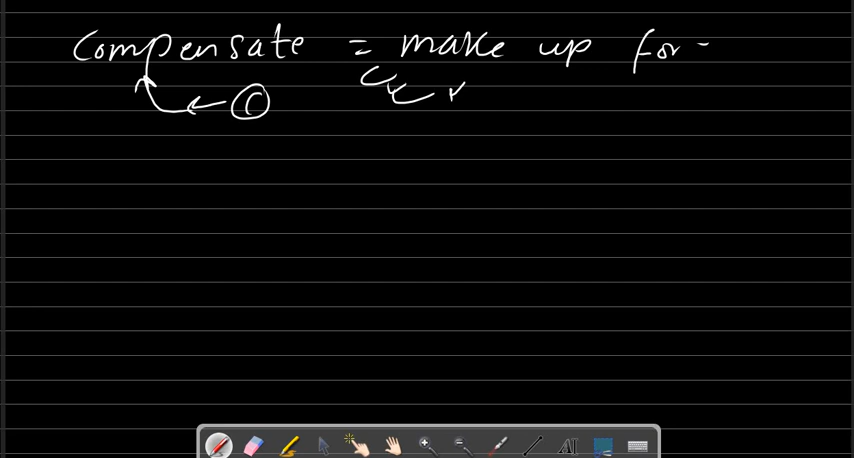 Compensate = make up for -
C